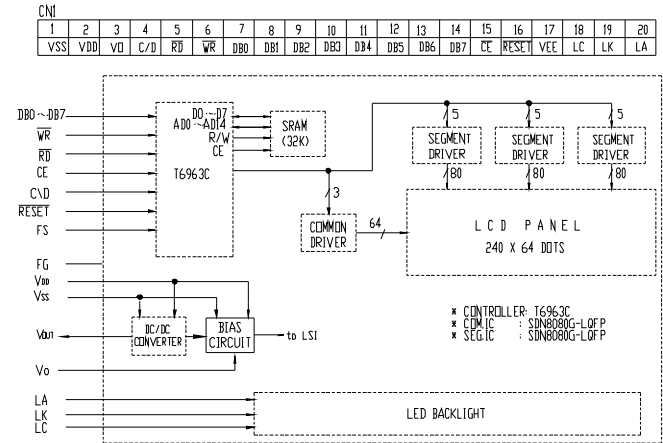 CN1
1 2 3 4 5 6 7 8 9 10 11 12 13 14 15 16 17 18 19 20
VSS VDD VO C/D RD WR DB0 DB1 DB2 DB3 DB4 DB5 DB6 DB7 CE RESET VEE LC LK LA
DB0 ~DB7
WR
RD
CE
C\D
RESET
FS
FG
VDD
VSS
VOUT
Vo
LA
LK
LC
D0~D7
AD0~AD14
R/W
CE
T6963C
SRAM
(32K)
5 5 5
SEGMENT
DRIVER
SEGMENT
DRIVER
SEGMENT
DRIVER
80 80 80
3
COMMON
DRIVER
64
LCD PANEL
240 X 64 DOTS
DC/DC
CONVERTER
BIAS
CIRCUIT
to LSI
* CONTROLLER: T6963C
* COM.IC : SDN8080G-LQFP
* SEG.IC : SDN8080G-LQFP
LED BACKLIGHT